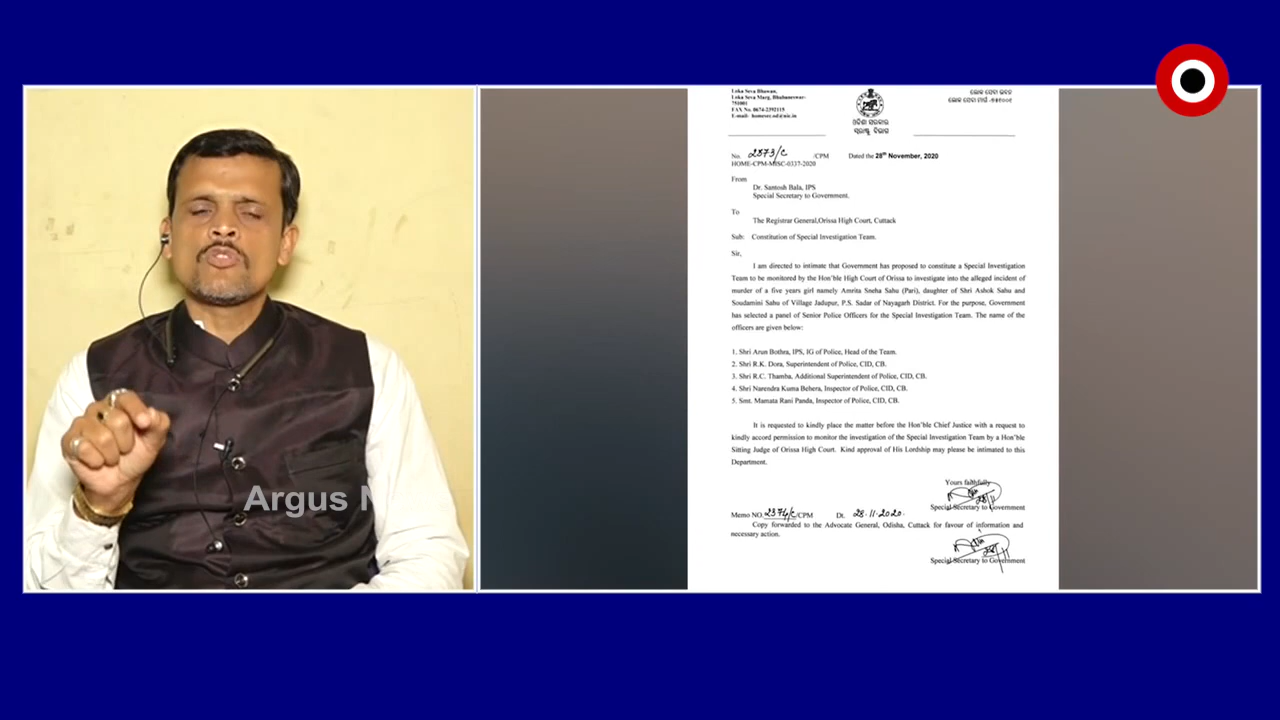 Loka Seva Bhawan,
Loka Seva Marg, Bhubaneswar-
751001
FAX No. 0674-2392115
E-mail- homesec.od@nic.in
ଲୋକ ସେବା ଭବନ
ଲୋକ ସେବା ମାର୍ଗ -୭୫୧୦୦୧
ଓଡ଼ିଶା ସରକାର
ସ୍ବରାଷ୍ଟ୍ର ବିଭାଗ
No. 2873/C /CPM Dated the 28th November, 2020
HOME-CPM-MISC-0337-2020
From
Dr. Santosh Bala, IPS
Special Secretary to Government.
To
The Registrar General,Orissa High Court, Cuttack
Sub: Constitution of Special Investigation Team.
Sir,
I am directed to intimate that Government has proposed to constitute a Special Investigation
Team to be monitored by the Hon'ble High Court of Orissa to investigate into the alleged incident of
murder of a five years girl namely Amrita Sneha Sahu (Pari), daughter of Shri Ashok Sahu and
Soudamini Sahu of Village Jadupur, P.S. Sadar of Nayagarh District. For the purpose, Government
has selected a panel of Senior Police Officers for the Special Investigation Team. The name of the
officers are given below:
1. Shri Arun Bothra, IPS, IG of Police, Head of the Team.
2. Shri R.K. Dora, Superintendent of Police, CID, CB.
3. Shri R.C. Thamba, Additional Superintendent of Police, CID, CB.
4. Shri Narendra Kuma Behera, Inspector of Police, CID, CB.
5. Smt. Mamata Rani Panda, Inspector of Police, CID, CB.
It is requested to kindly place the matter before the Hon'ble Chief Justice with a request to
kindly accord permission to monitor the investigation of the Special Investigation Team by a Hon'ble
Sitting Judge of Orissa High Court. Kind approval of His Lordship may please be intimated to this
Department.
Yours faithfully
28/11
Special Secretary to Government
Memo NO. 2374/C/CPM Dt. 28.11.2020.
Copy forwarded to the Advocate General, Odisha, Cuttack for favour of information and
necessary action.
Special Secretary to Government
Argus N